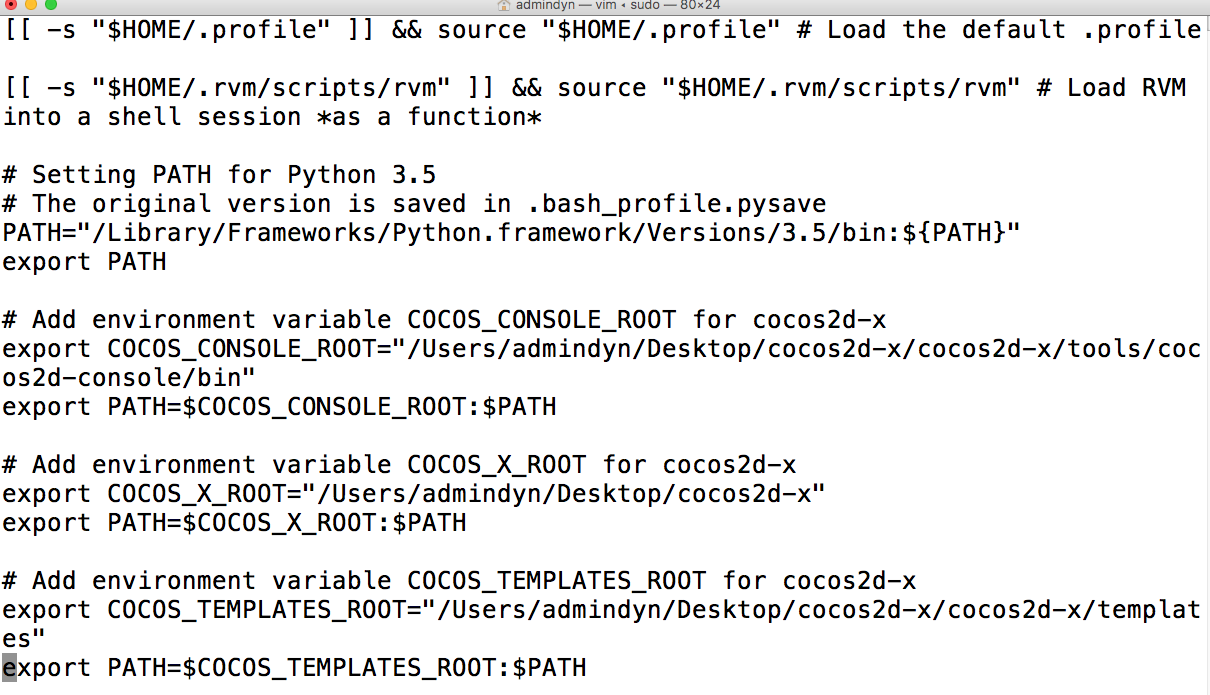 admindyn — vim ◂ sudo — 80×24
[[ -s "$HOME/.profile" ]] && source "$HOME/.profile" # Load the default .profile
[[ -s "$HOME/.rvm/scripts/rvm" ]] && source "$HOME/.rvm/scripts/rvm" # Load RVM
into a shell session *as a function*
# Setting PATH for Python 3.5
# The original version is saved in .bash_profile.pysave
PATH="/Library/Frameworks/Python.framework/Versions/3.5/bin:${PATH}"
export PATH
# Add environment variable COCOS_CONSOLE_ROOT for cocos2d-x
export COCOS_CONSOLE_ROOT="/Users/admindyn/Desktop/cocos2d-x/cocos2d-x/tools/coc
os2d-console/bin"
export PATH=$COCOS_CONSOLE_ROOT:$PATH
# Add environment variable COCOS_X_ROOT for cocos2d-x
export COCOS_X_ROOT="/Users/admindyn/Desktop/cocos2d-x"
export PATH=$COCOS_X_ROOT:$PATH
# Add environment variable COCOS_TEMPLATES_ROOT for cocos2d-x
export COCOS_TEMPLATES_ROOT="/Users/admindyn/Desktop/cocos2d-x/cocos2d-x/templat
es"
export PATH=$COCOS_TEMPLATES_ROOT:$PATH